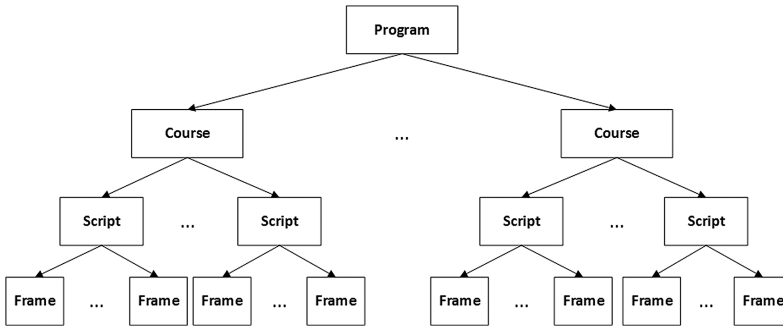 Program
Course ... Course
Script ... Script Script ... Script
Frame ... Frame Frame ... Frame Frame ... Frame Frame ... Frame